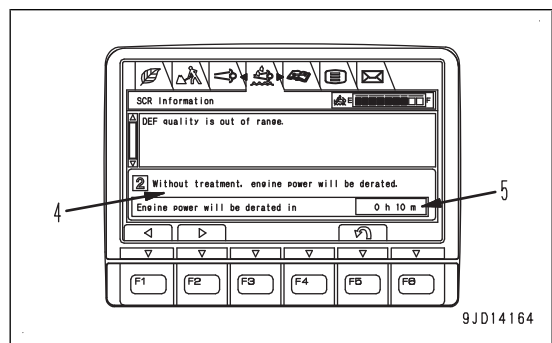 SCR Information
E F
DEF quality is out of range.
2 Without treatment, engine power will be derated.
Engine power will be derated in 0 h 10 m
4
5
F1 F2 F3 F4 F5 F6
9JD14164